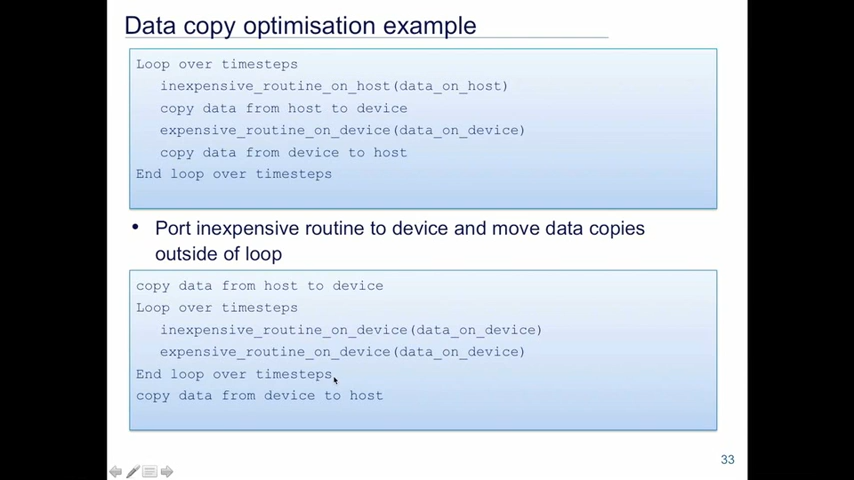 Data copy optimisation example
Loop over timesteps
inexpensive_routine_on_host(data_on_host)
copy data from host to device
expensive_routine_on_device(data_on_device)
copy data from device to host
End loop over timesteps
• Port inexpensive routine to device and move data copies
outside of loop
copy data from host to device
Loop over timesteps
inexpensive_routine_on_device(data_on_device)
expensive_routine_on_device(data_on_device)
End loop over timesteps
copy data from device to host
33